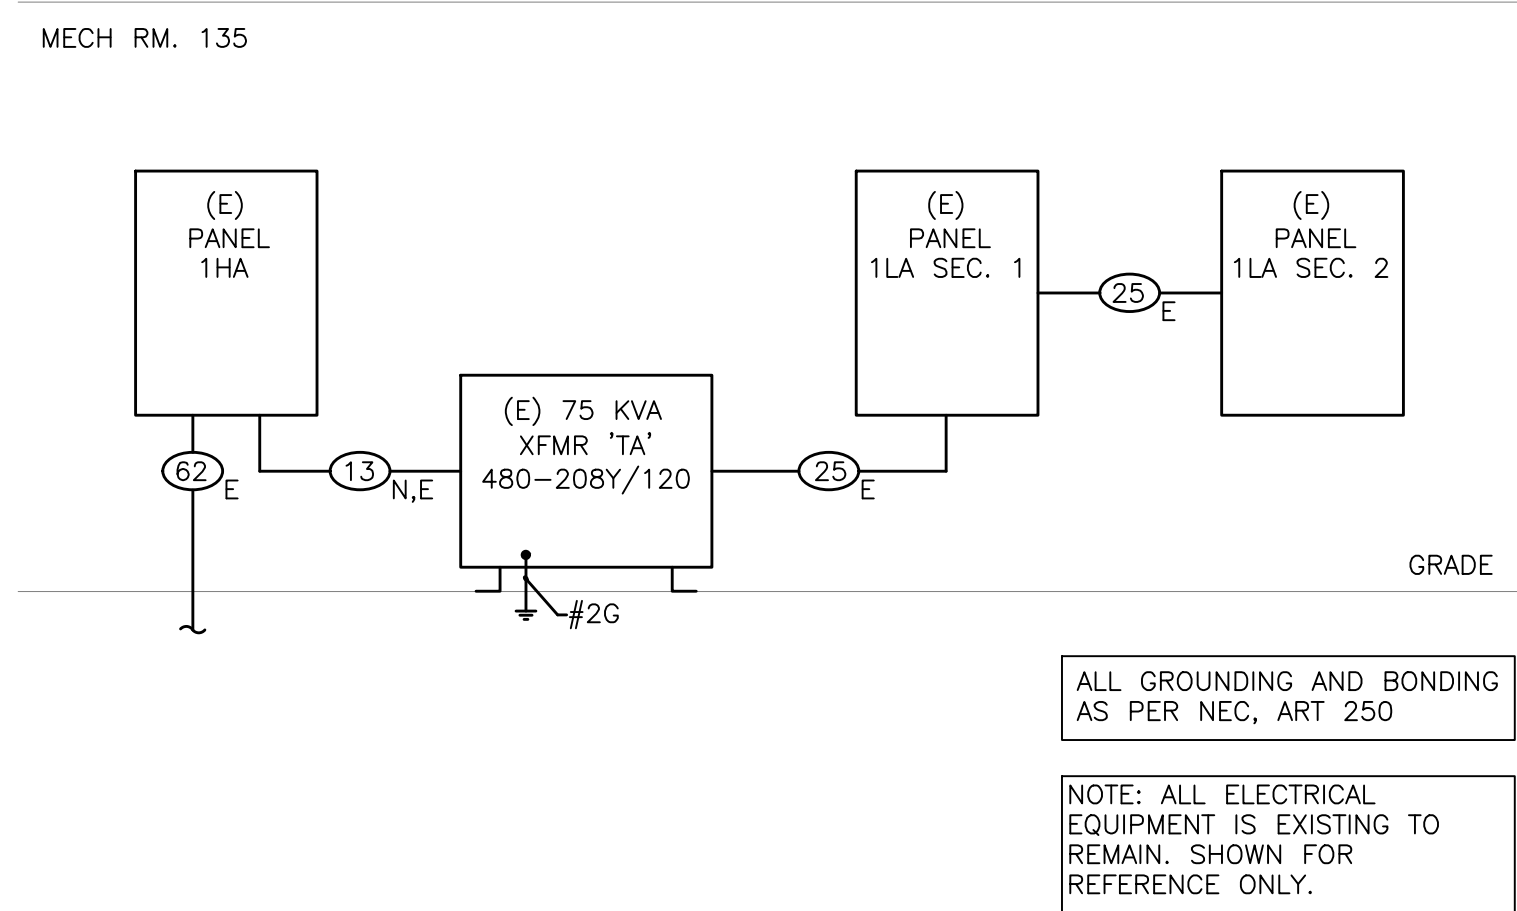 MECH RM. 135
(E)
PANEL
1HA
(E)
PANEL
1LA SEC. 1
(E)
PANEL
1LA SEC. 2
25
E
(E) 75 KVA
XFMR 'TA'
480-208Y/120
62
E
13
N,E
25
E
GRADE
#2G
ALL GROUNDING AND BONDING
AS PER NEC, ART 250
NOTE: ALL ELECTRICAL
EQUIPMENT IS EXISTING TO
REMAIN. SHOWN FOR
REFERENCE ONLY.